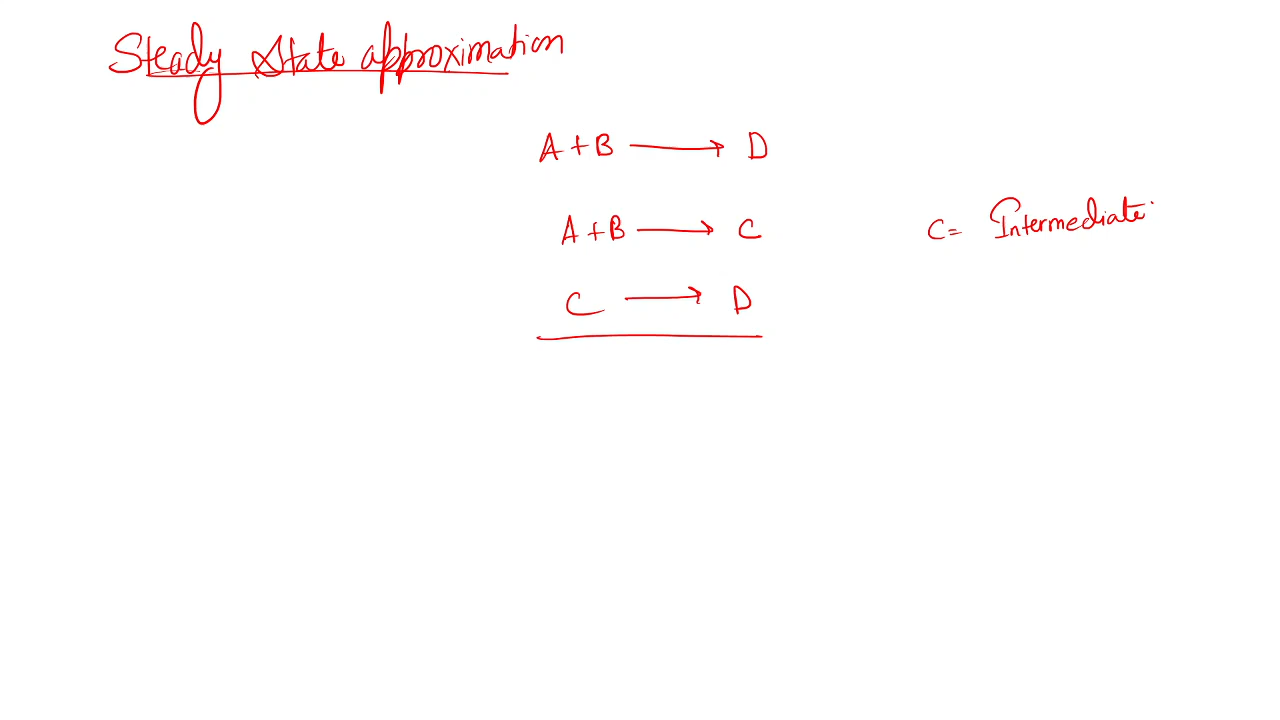 Steady State approximation
A + B ⟶ D
A + B ⟶ C
C = Intermediate
C ⟶ D